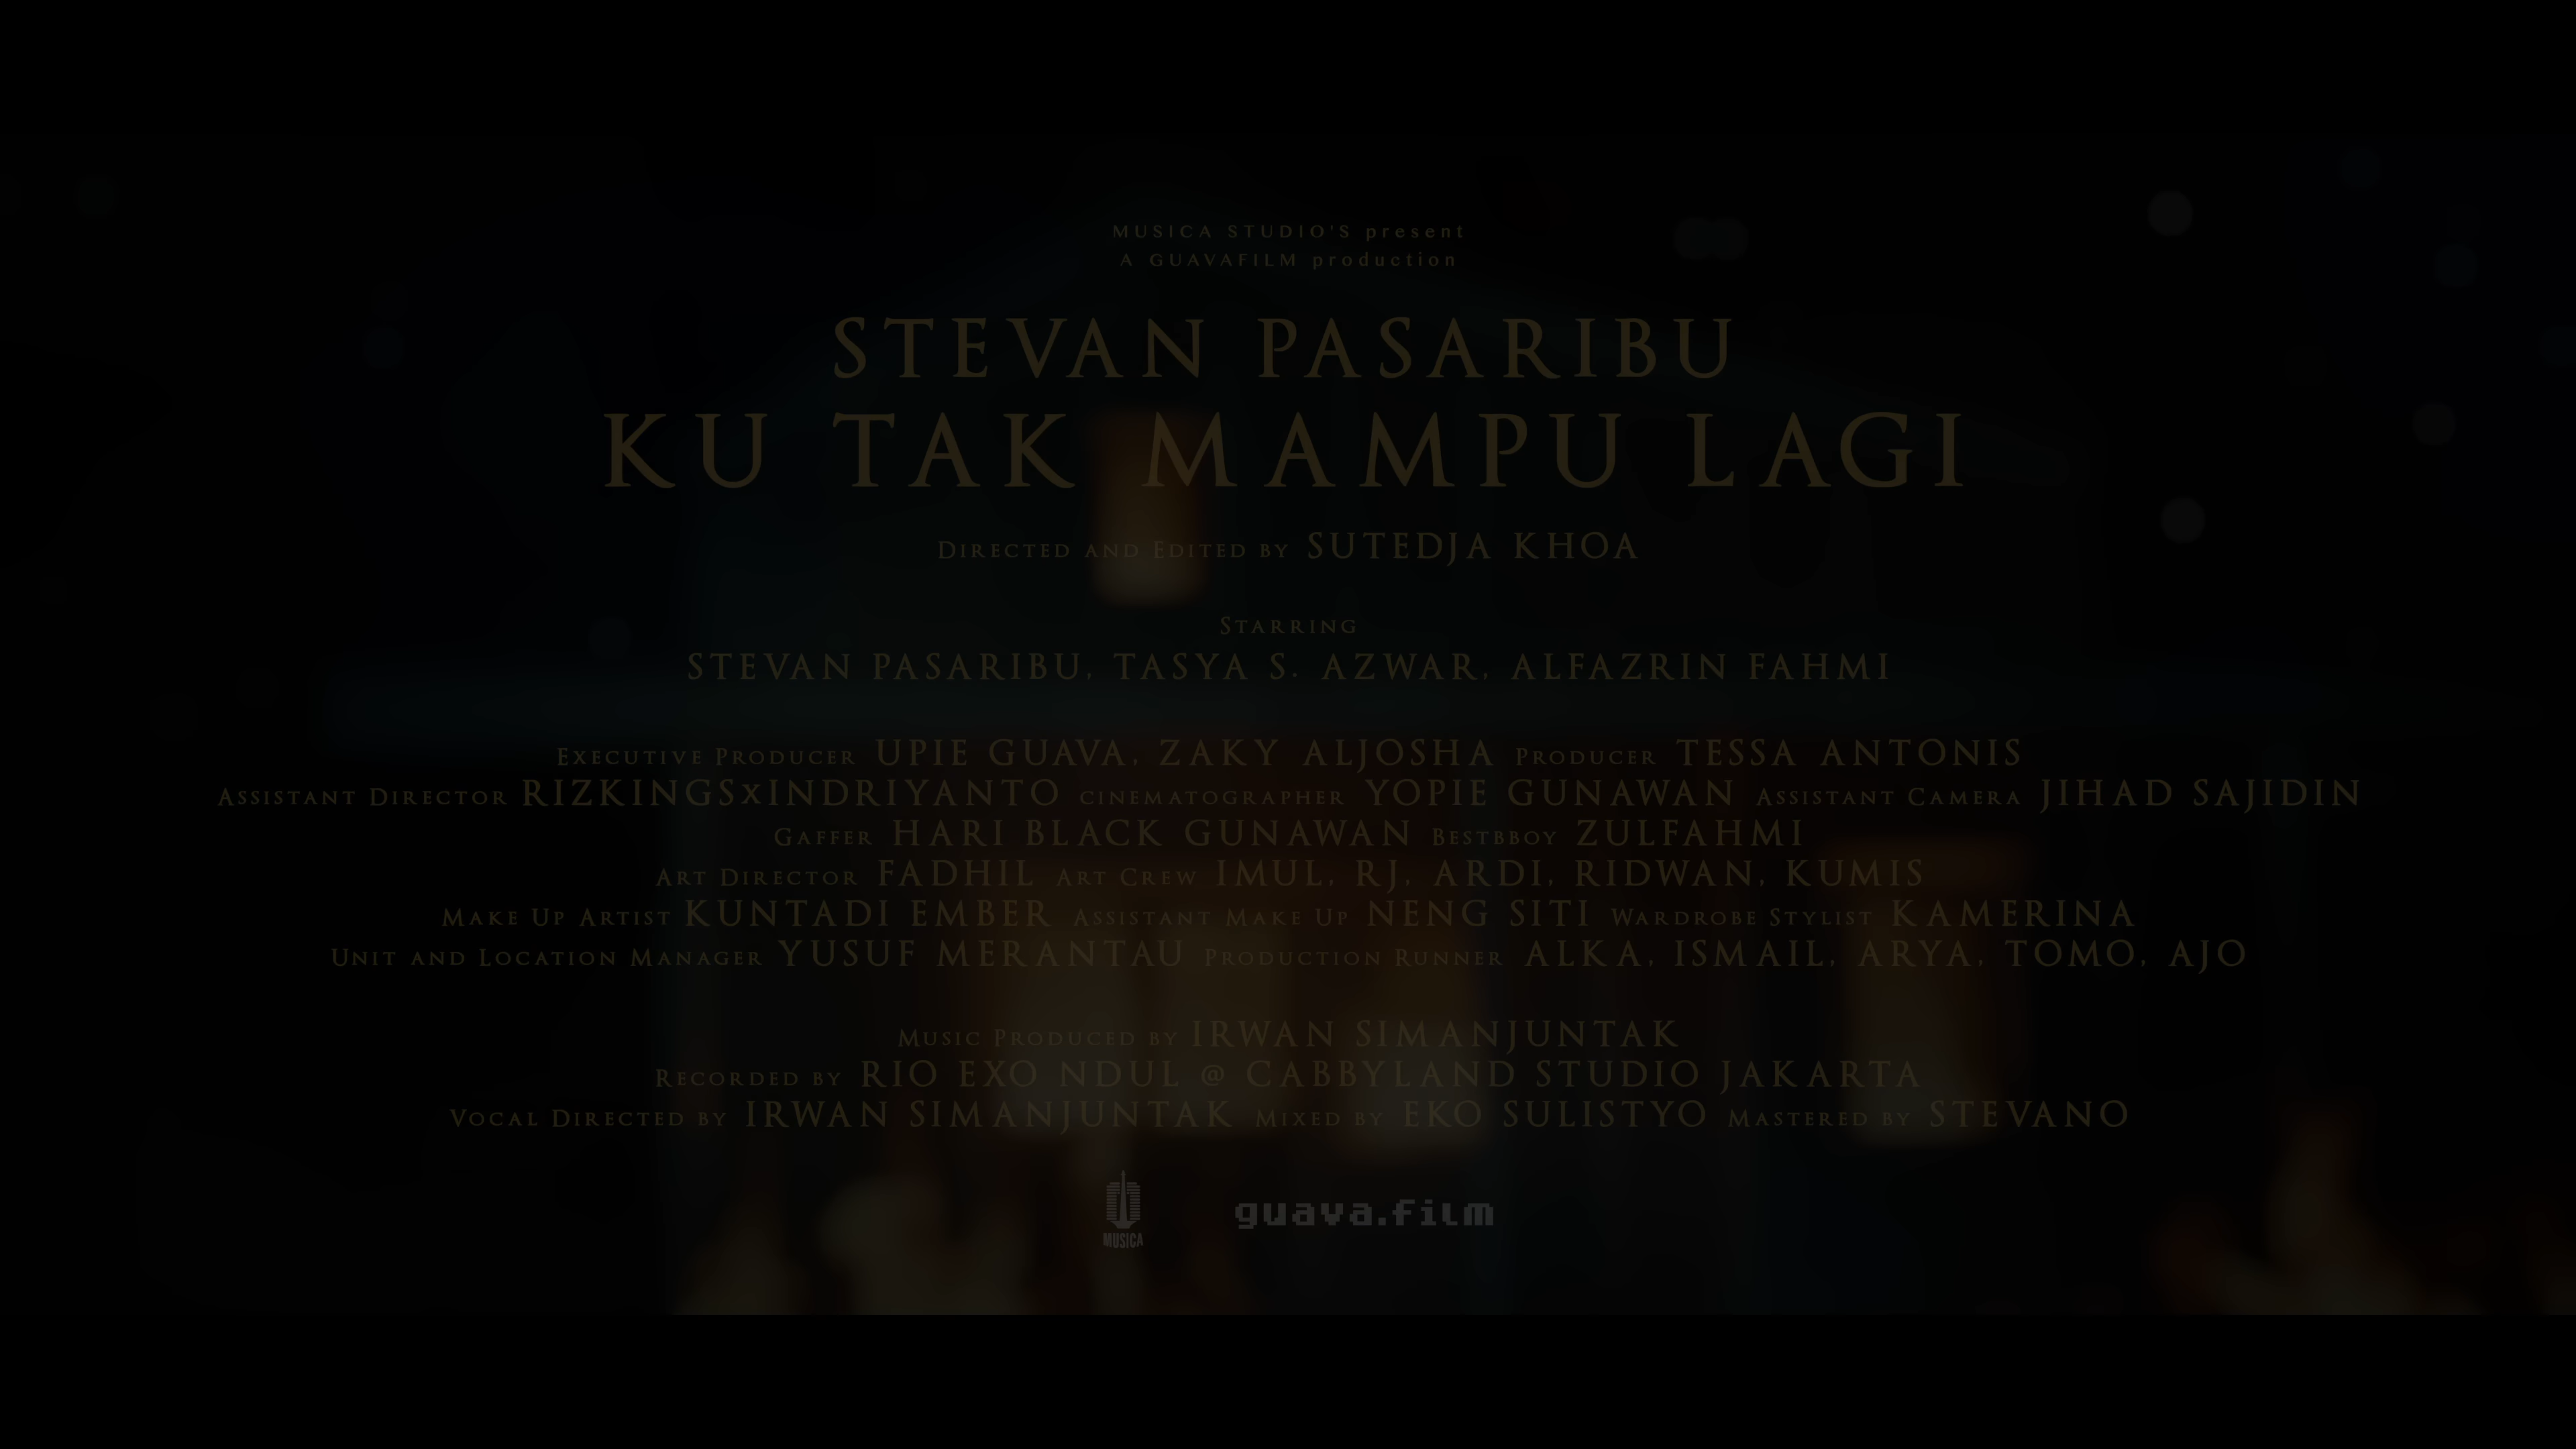 MUSICA STUDIO'S present
A GUAVAFILM production
STEVAN PASARIBU
KU TAK MAMPU LAGI
DIRECTED AND EDITED BY SUTEDJA KHOA
STARRING
STEVAN PASARIBU, TASYA S. AZWAR, ALFAZRIN FAHMI
EXECUTIVE PRODUCER UPIE GUAVA, ZAKY ALJOSHA PRODUCER TESSA ANTONIS
ASSISTANT DIRECTOR RIZKINGSxINDRIYANTO CINEMATOGRAPHER YOPIE GUNAWAN ASSISTANT CAMERA JIHAD SAJIDIN
GAFFER HARI BLACK GUNAWAN BESTBBOY ZULFAHMI
ART DIRECTOR FADHIL ART CREW IMUL, RJ, ARDI, RIDWAN, KUMIS
MAKE UP ARTIST KUNTADI EMBER ASSISTANT MAKE UP NENG SITI WARDROBE STYLIST KAMERINA
UNIT AND LOCATION MANAGER YUSUF MERANTAU PRODUCTION RUNNER ALKA, ISMAIL, ARYA, TOMO, AJO
MUSIC PRODUCED BY IRWAN SIMANJUNTAK
RECORDED BY RIO EXO NDUL @ CABBYLAND STUDIO JAKARTA
VOCAL DIRECTED BY IRWAN SIMANJUNTAK MIXED BY EKO SULISTYO MASTERED BY STEVANO
MUSICA
guava.film